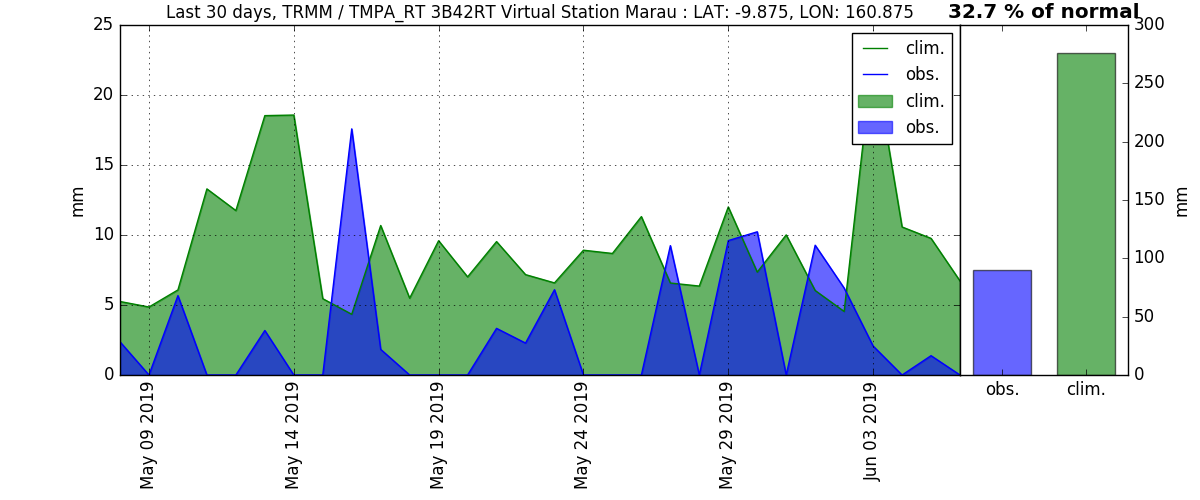 Last 30 days, TRMM / TMPA_RT 3B42RT Virtual Station Marau : LAT: -9.875, LON: 160.875
32.7 % of normal
25
20
15
10
5
0
mm
clim.
obs.
clim.
obs.
300
250
200
150
100
50
0
mm
May 09 2019
May 14 2019
May 19 2019
May 24 2019
May 29 2019
Jun 03 2019
obs.
clim.